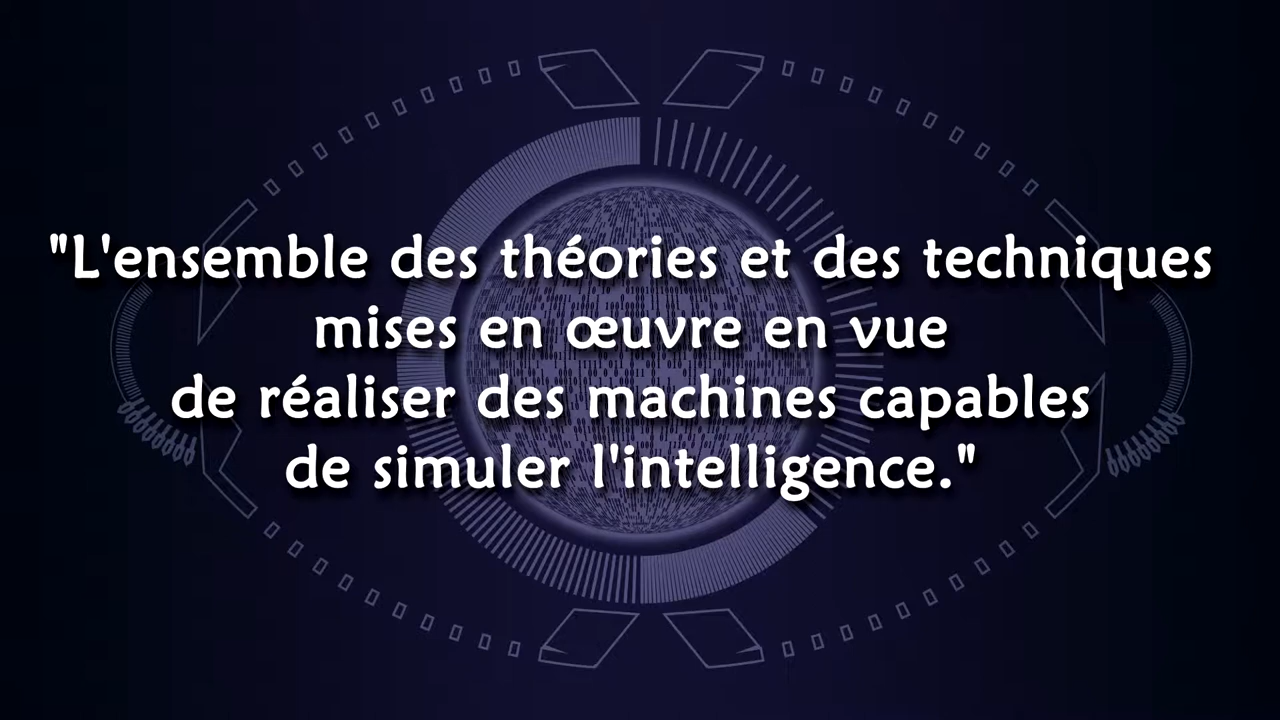 "L'ensemble des théories et des techniques
mises en œuvre en vue
de réaliser des machines capables
de simuler l'intelligence."